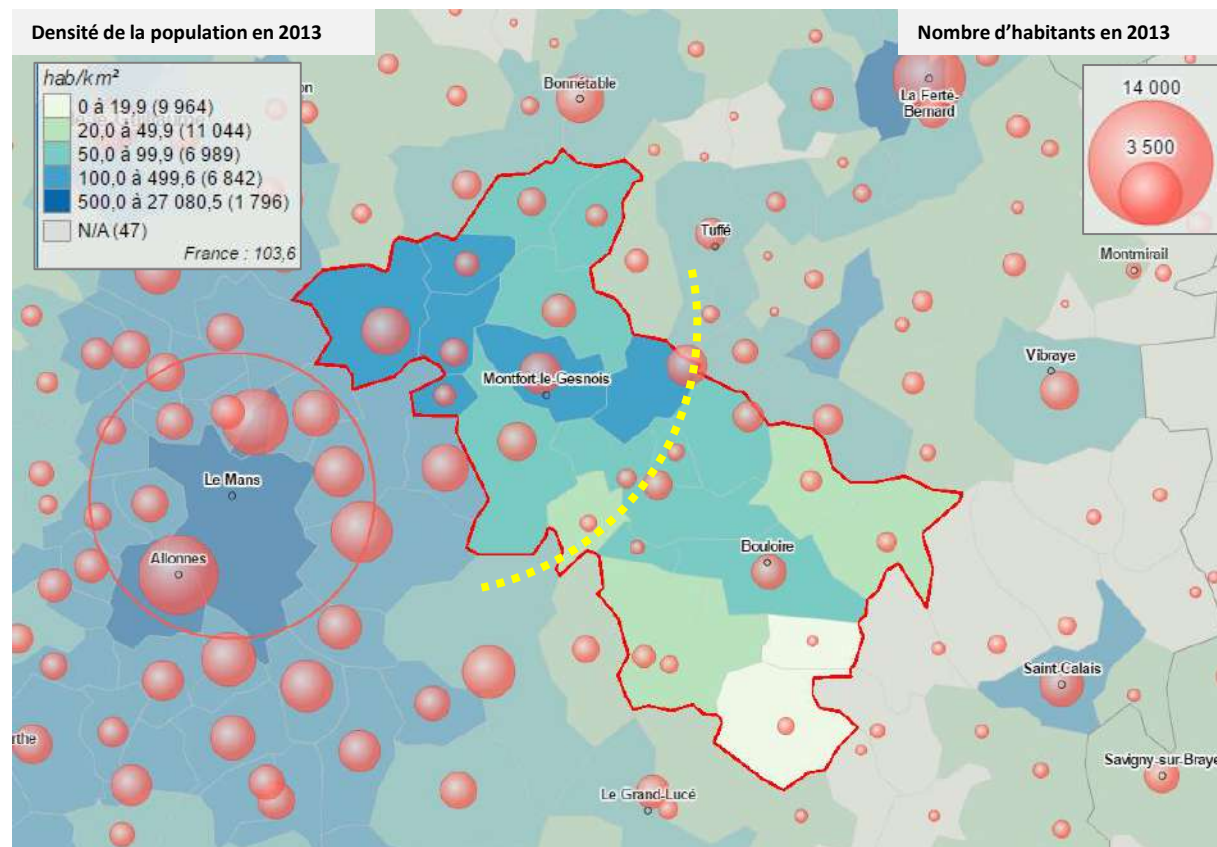 Densité de la population en 2013
Nombre d'habitants en 2013
hab/km²
0 à 19,9 (9 964)
20,0 à 49,9 (11 044)
50,0 à 99,9 (6 989)
100,0 à 499,6 (6 842)
500,0 à 27 080,5 (1 796)
N/A (47)
France : 103,6
14 000
3 500
Bonnétable
La Ferté-
Bernard
Tuffé
Montmirail
Vibraye
Montfort-le-Gesnois
Le Mans
Allonnes
Bouloire
Saint-Calais
Savigny-sur-Braye
Le Grand-Lucé